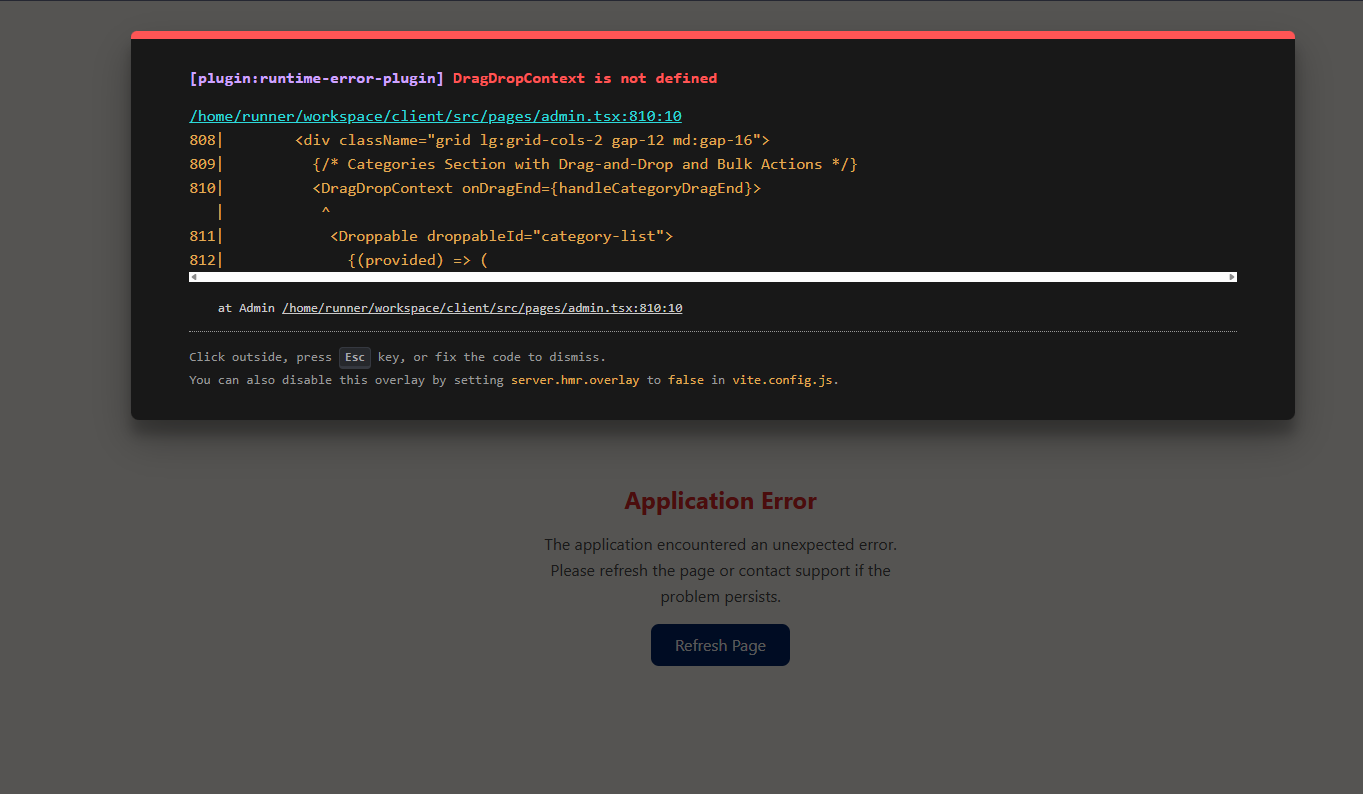 [plugin:runtime-error-plugin] DragDropContext is not defined
/home/runner/workspace/client/src/pages/admin.tsx:810:10
808|        <div className="grid lg:grid-cols-2 gap-12 md:gap-16">
809|          {/* Categories Section with Drag-and-Drop and Bulk Actions */}
810|          <DragDropContext onDragEnd={handleCategoryDragEnd}>
   |           ^
811|            <Droppable droppableId="category-list">
812|              {(provided) => (
at Admin /home/runner/workspace/client/src/pages/admin.tsx:810:10
Click outside, press Esc key, or fix the code to dismiss.
You can also disable this overlay by setting server.hmr.overlay to false in vite.config.js.
Application Error
The application encountered an unexpected error.
Please refresh the page or contact support if the
problem persists.
Refresh Page